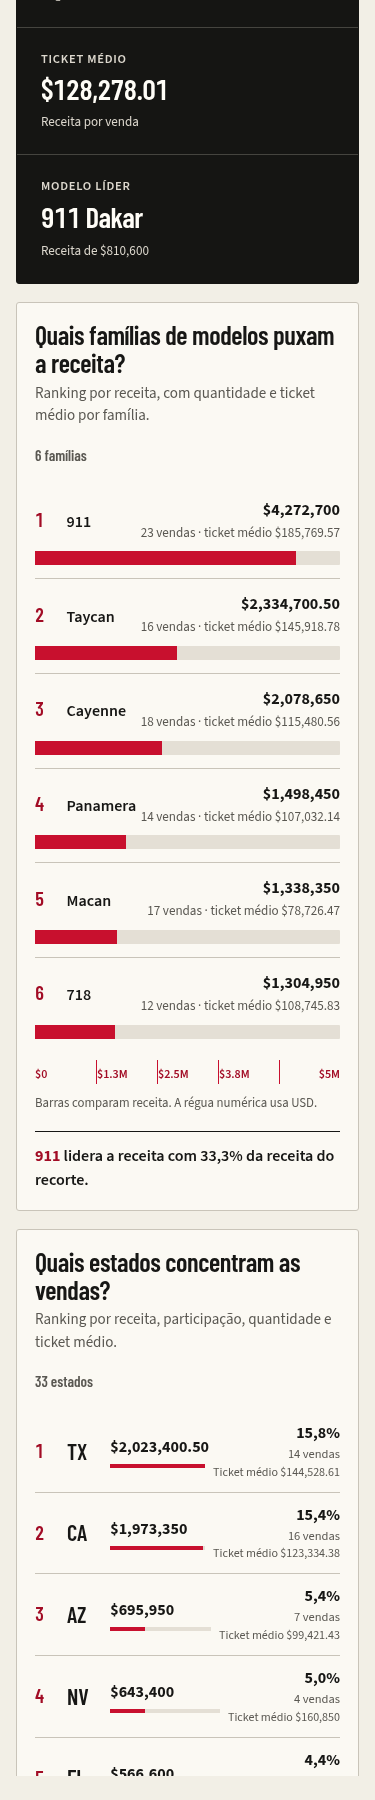 TICKET MÉDIO
$128,278.01
Receita por venda
MODELO LÍDER
911 Dakar
Receita de $810,600
Quais famílias de modelos puxam
a receita?
Ranking por receita, com quantidade e ticket
médio por família.
6 famílias
1 911 $4,272,700
23 vendas · ticket médio $185,769.57
2 Taycan $2,334,700.50
16 vendas · ticket médio $145,918.78
3 Cayenne $2,078,650
18 vendas · ticket médio $115,480.56
4 Panamera $1,498,450
14 vendas · ticket médio $107,032.14
5 Macan $1,338,350
17 vendas · ticket médio $78,726.47
6 718 $1,304,950
12 vendas · ticket médio $108,745.83
$0 $1.3M $2.5M $3.8M $5M
Barras comparam receita. A régua numérica usa USD.
911 lidera a receita com 33,3% da receita do
recorte.
Quais estados concentram as
vendas?
Ranking por receita, participação, quantidade e
ticket médio.
33 estados
1 TX $2,023,400.50 15,8%
14 vendas
Ticket médio $144,528.61
2 CA $1,973,350 15,4%
16 vendas
Ticket médio $123,334.38
3 AZ $695,950 5,4%
7 vendas
Ticket médio $99,421.43
4 NV $643,400 5,0%
4 vendas
Ticket médio $160,850
$566,600 4,4%